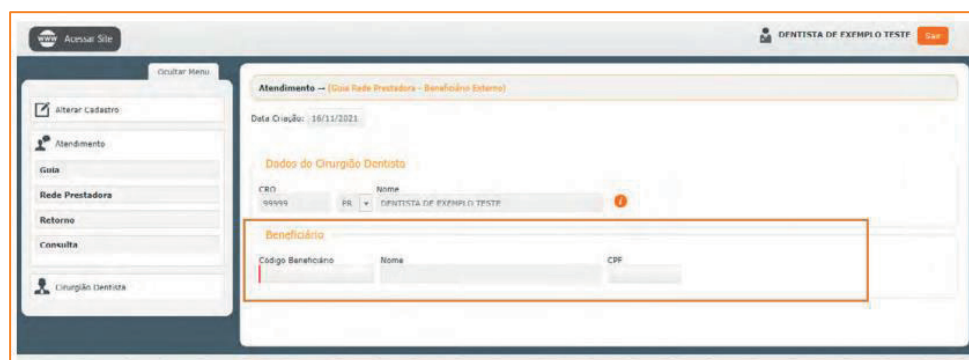 www Acessar Site
DENTISTA DE EXEMPLO TESTE Sair
Ocultar Menu
Alterar Cadastro
Atendimento
Guia
Rede Prestadora
Retorno
Consulta
Cirurgião Dentista
Atendimento → (Guia Rede Prestadora - Beneficiário Externo)
Data Criação: 16/11/2021
Dados do Cirurgião Dentista
CRO Nome
99999 PR DENTISTA DE EXEMPLO TESTE i
Beneficiário
Código Beneficiário Nome CPF